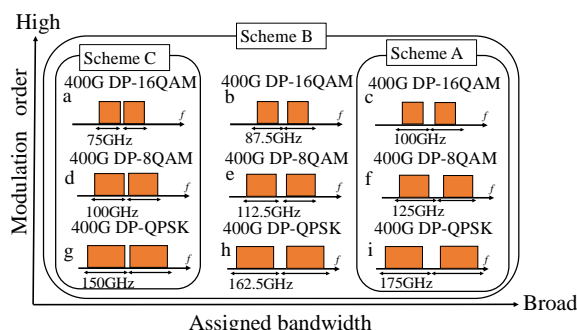 High
Scheme B
Scheme C
Scheme A
400G DP-16QAM
400G DP-16QAM
400G DP-16QAM
a
b
c
f
f
f
75GHz
87.5GHz
100GHz
400G DP-8QAM
400G DP-8QAM
400G DP-8QAM
d
e
f
f
f
f
100GHz
112.5GHz
125GHz
400G DP-QPSK
400G DP-QPSK
400G DP-QPSK
g
h
i
f
f
f
150GHz
162.5GHz
175GHz
Modulation order
Broad
Assigned bandwidth